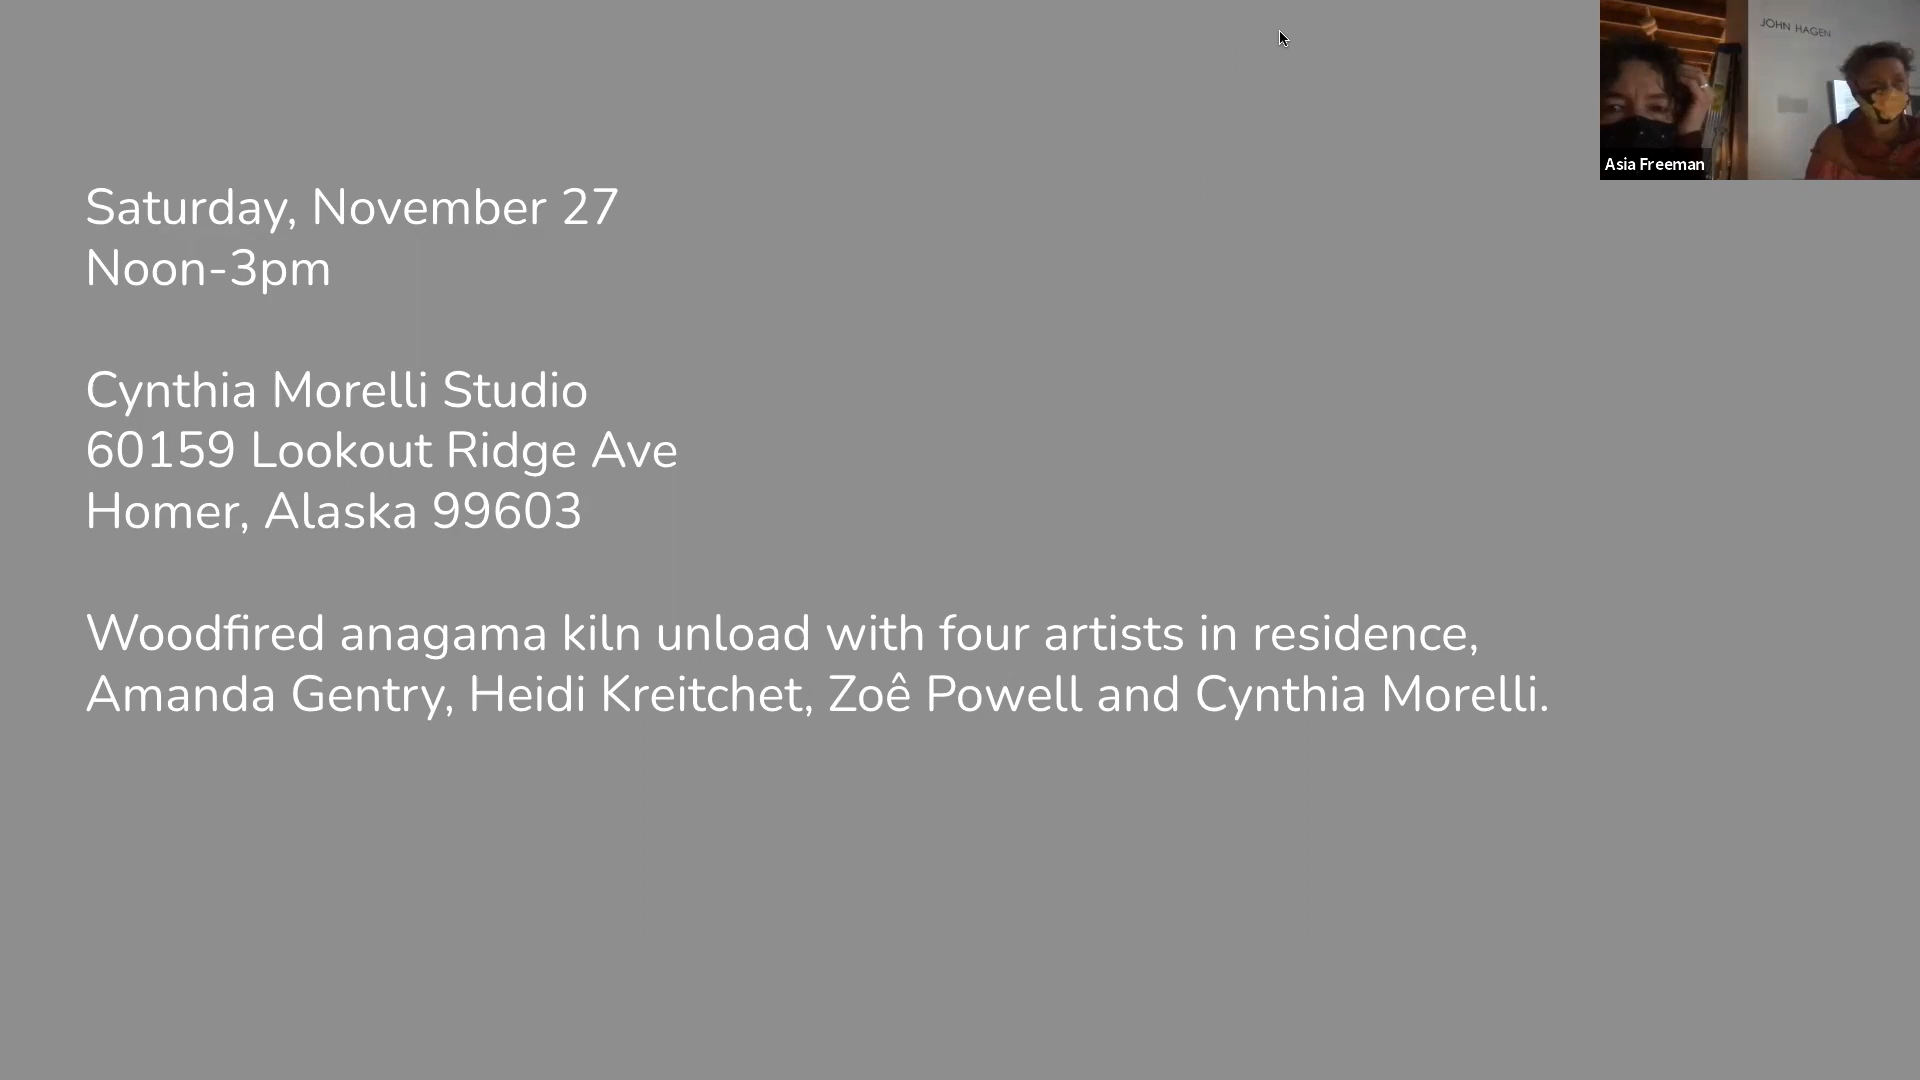 JOHN HAGEN
Asia Freeman
Saturday, November 27
Noon-3pm
Cynthia Morelli Studio
60159 Lookout Ridge Ave
Homer, Alaska 99603
Woodfired anagama kiln unload with four artists in residence,
Amanda Gentry, Heidi Kreitchet, Zoê Powell and Cynthia Morelli.